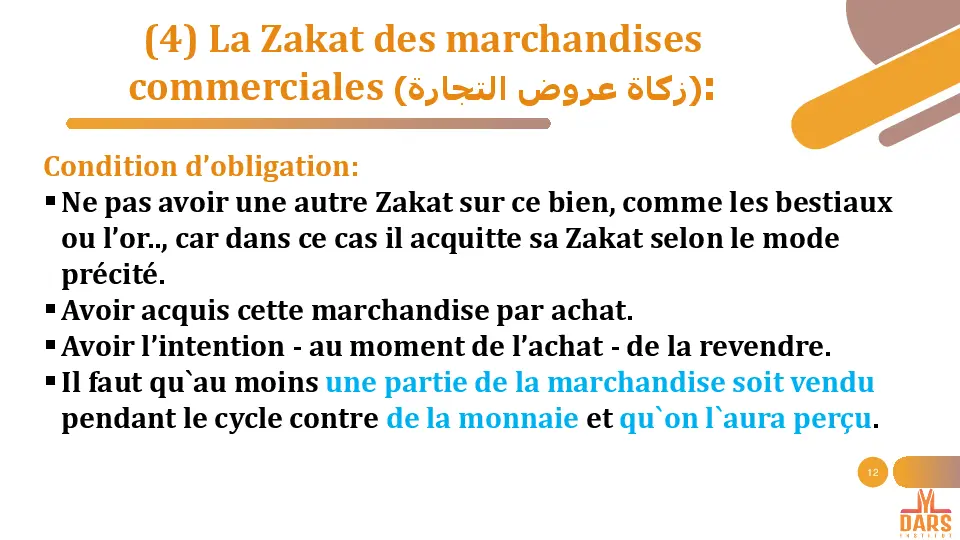 (4) La Zakat des marchandises
commerciales (زكاة عروض التجارة):
Condition d’obligation:
▪ Ne pas avoir une autre Zakat sur ce bien, comme les bestiaux
ou l’or.., car dans ce cas il acquitte sa Zakat selon le mode
précité.
▪ Avoir acquis cette marchandise par achat.
▪ Avoir l’intention - au moment de l’achat - de la revendre.
▪ Il faut qu`au moins une partie de la marchandise soit vendu
pendant le cycle contre de la monnaie et qu`on l`aura perçu.
12
DARS
INSTITUT